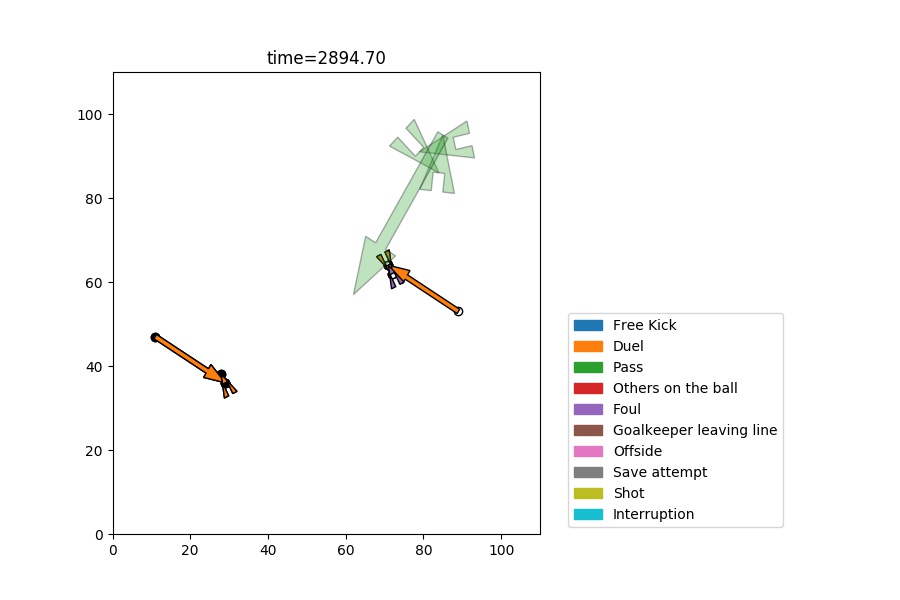 time=2894.70
100
80
60
40
20
0
0 20 40 60 80 100
Free Kick
Duel
Pass
Others on the ball
Foul
Goalkeeper leaving line
Offside
Save attempt
Shot
Interruption